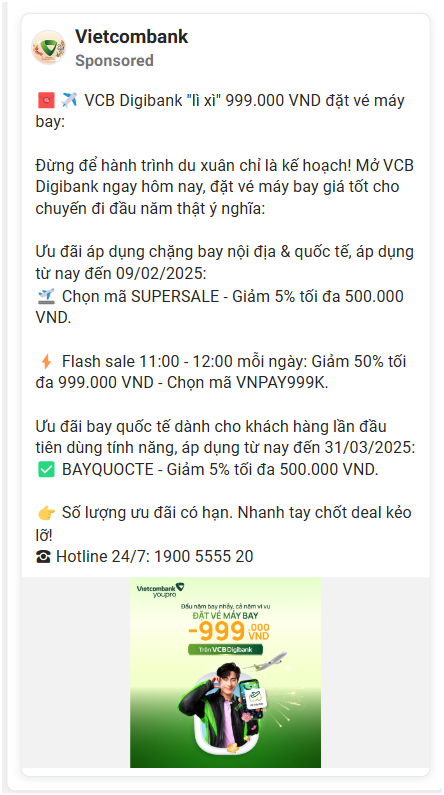 Vietcombank
Sponsored
🧧 ✈️ VCB Digibank "lì xì" 999.000 VND đặt vé máy
bay:
Đừng để hành trình du xuân chỉ là kế hoạch! Mở VCB
Digibank ngay hôm nay, đặt vé máy bay giá tốt cho
chuyến đi đầu năm thật ý nghĩa:
Ưu đãi áp dụng chặng bay nội địa & quốc tế, áp dụng
từ nay đến 09/02/2025:
🛫 Chọn mã SUPERSALE - Giảm 5% tối đa 500.000
VND.
⚡ Flash sale 11:00 - 12:00 mỗi ngày: Giảm 50% tối
đa 999.000 VND - Chọn mã VNPAY999K.
Ưu đãi bay quốc tế dành cho khách hàng lần đầu
tiên dùng tính năng, áp dụng từ nay đến 31/03/2025:
✅ BAYQUOCTE - Giảm 5% tối đa 500.000 VND.
👉 Số lượng ưu đãi có hạn. Nhanh tay chốt deal kẻo
lỡ!
☎ Hotline 24/7: 1900 5555 20
Vietcombank
youpro
Đầu năm bay nhảy, cả năm vi vu
ĐẶT VÉ MÁY BAY
-999.000 VND
Trên VCB Digibank